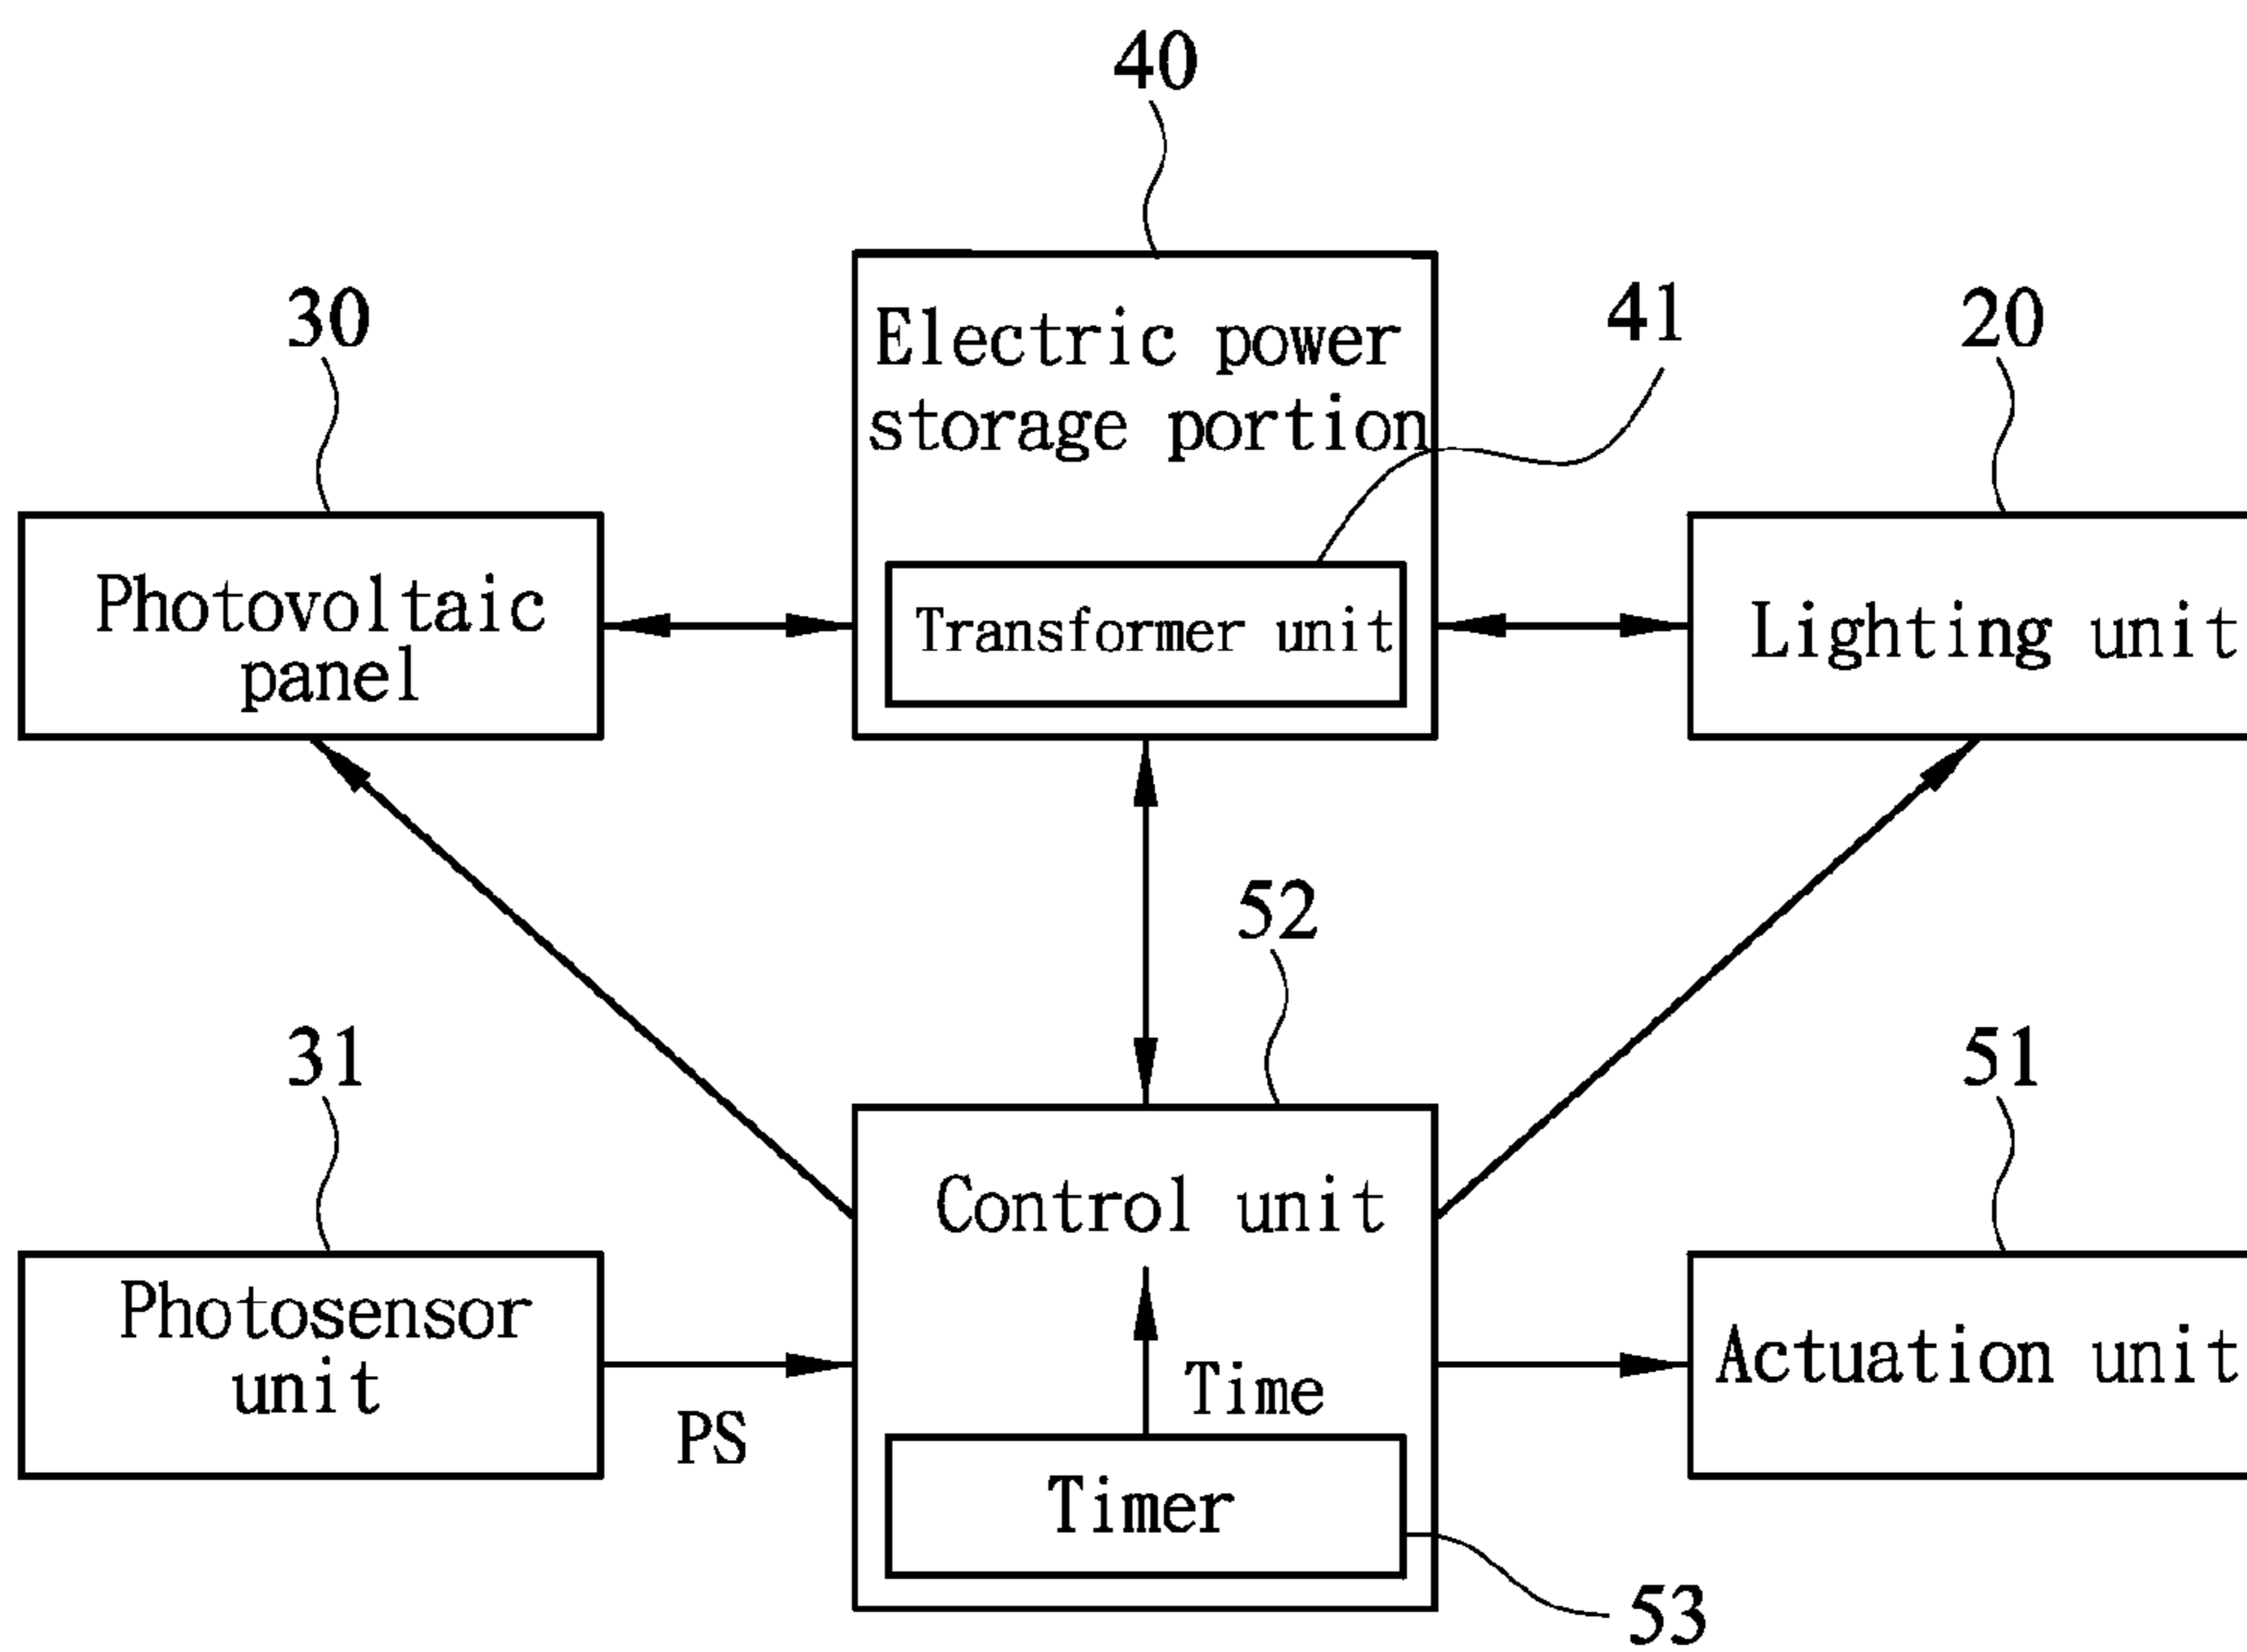 40
30
Electric power
storage portion
41
20
Photovoltaic
panel
Transformer unit
Lighting unit
52
31
51
Control unit
Photosensor
unit
PS
Time
Actuation unit
Timer
53